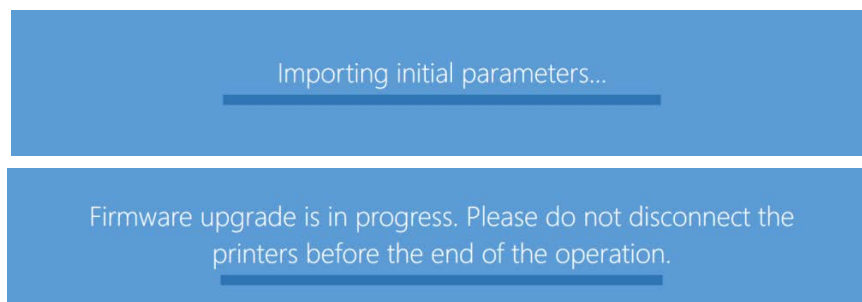 Importing initial parameters...
Firmware upgrade is in progress. Please do not disconnect the
printers before the end of the operation.